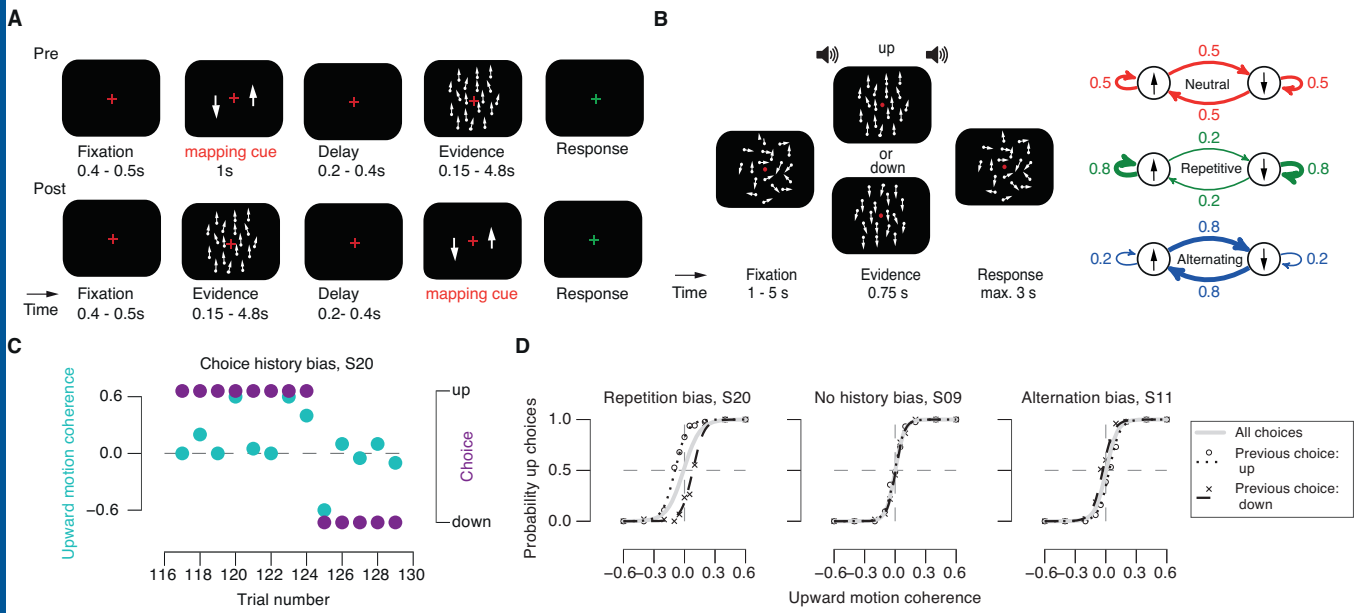 A
Pre
Fixation
0.4 - 0.5s
mapping cue
1s
Delay
0.2 - 0.4s
Evidence
0.15 - 4.8s
Response
Post
Time
Fixation
0.4 - 0.5s
Evidence
0.15 - 4.8s
Delay
0.2- 0.4s
mapping cue
Response
B
up
or
down
Time
Fixation
1 - 5 s
Evidence
0.75 s
Response
max. 3 s
0.5
0.5
Neutral
0.5
0.5
0.2
0.8
Repetitive
0.8
0.2
0.8
0.2
Alternating
0.2
0.8
C
Choice history bias, S20
Upward motion coherence
0.6
0.0
−0.6
up
Choice
down
116 118 120 122 124 126 128 130
Trial number
D
Probability up choices
1.0
0.5
0.0
Repetition bias, S20
No history bias, S09
Alternation bias, S11
−0.6 −0.3 0.0 0.3 0.6
−0.6 −0.3 0.0 0.3 0.6
−0.6 −0.3 0.0 0.3 0.6
Upward motion coherence
All choices
Previous choice:
up
Previous choice:
down